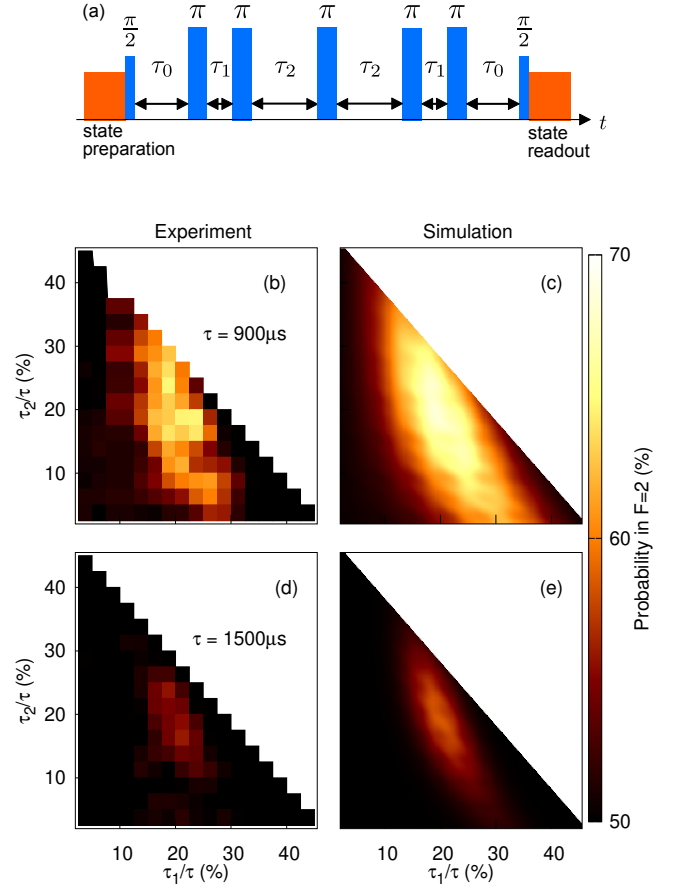 (a)
π/2 π π π π π π/2
τ0 τ1 τ2 τ2 τ1 τ0
t
state
preparation
state
readout
Experiment Simulation
70
(b) (c)
40
τ = 900μs
30
τ2/τ (%)
20
10
60
Probability in F=2 (%)
(d) (e)
40
τ = 1500μs
30
τ2/τ (%)
20
10
50
10 20 30 40 10 20 30 40
τ1/τ (%) τ1/τ (%)